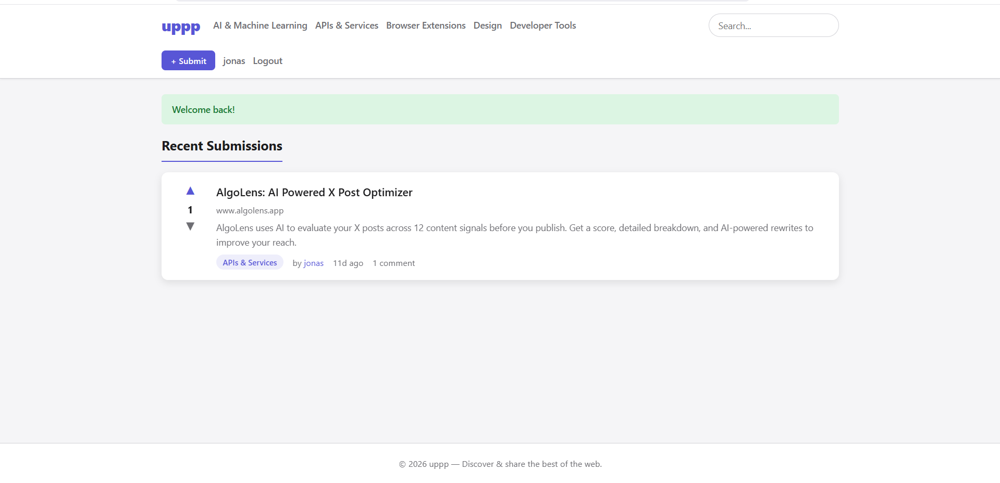 uppp AI & Machine Learning APIs & Services Browser Extensions Design Developer Tools Search...
+ Submit jonas Logout
Welcome back!
Recent Submissions
▲
AlgoLens: AI Powered X Post Optimizer
1
www.algolens.app
▼
AlgoLens uses AI to evaluate your X posts across 12 content signals before you publish. Get a score, detailed breakdown, and AI-powered rewrites to
improve your reach.
APIs & Services by jonas 11d ago 1 comment
© 2026 uppp — Discover & share the best of the web.